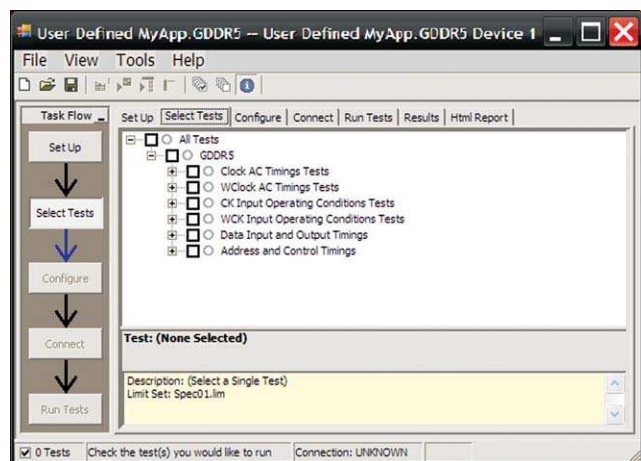 User Defined MyApp.GDDR5 -- User Defined MyApp.GDDR5 Device 1
File View Tools Help
Task Flow
Set Up
Select Tests
Configure
Connect
Run Tests
Set Up Select Tests Configure Connect Run Tests Results Html Report
All Tests
GDDR5
Clock AC Timings Tests
WClock AC Timings Tests
CK Input Operating Conditions Tests
WCK Input Operating Conditions Tests
Data Input and Output Timings
Address and Control Timings
Test: (None Selected)
Description: (Select a Single Test)
Limit Set: Spec01.lim
0 Tests Check the test(s) you would like to run Connection: UNKNOWN